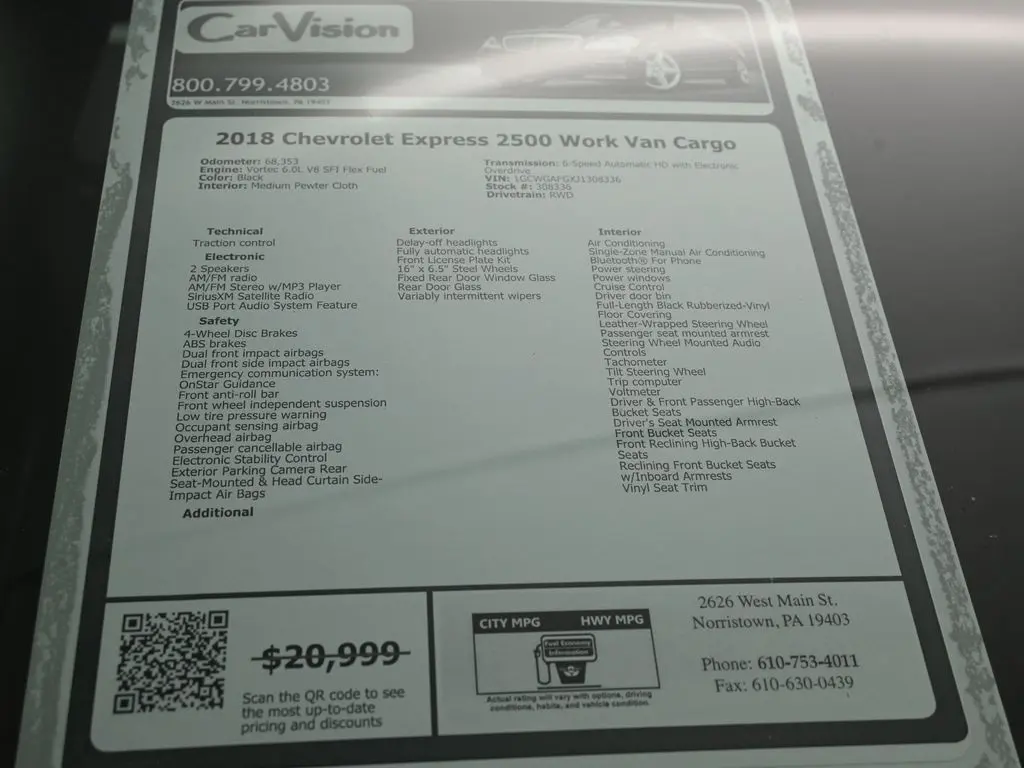 CarVision
800.799.4803
2626 W Main St. Norristown, PA 19403
2018 Chevrolet Express 2500 Work Van Cargo
Odometer: 68,353
Engine: Vortec 6.0L V8 SFI Flex Fuel
Color: Black
Interior: Medium Pewter Cloth
Transmission: 6-Speed Automatic HD with Electronic
Overdrive
VIN: 1GCWGAFGXJ1308336
Stock #: 308336
Drivetrain: RWD
Technical
Traction control
Electronic
2 Speakers
AM/FM radio
AM/FM Stereo w/MP3 Player
SiriusXM Satellite Radio
USB Port Audio System Feature
Safety
4-Wheel Disc Brakes
ABS brakes
Dual front impact airbags
Dual front side impact airbags
Emergency communication system:
OnStar Guidance
Front anti-roll bar
Front wheel independent suspension
Low tire pressure warning
Occupant sensing airbag
Overhead airbag
Passenger cancellable airbag
Electronic Stability Control
Exterior Parking Camera Rear
Seat-Mounted & Head Curtain Side-
Impact Air Bags
Additional
Exterior
Delay-off headlights
Fully automatic headlights
Front License Plate Kit
16" x 6.5" Steel Wheels
Fixed Rear Door Window Glass
Rear Door Glass
Variably intermittent wipers
Interior
Air Conditioning
Single-Zone Manual Air Conditioning
Bluetooth® For Phone
Power steering
Power windows
Cruise Control
Driver door bin
Full-Length Black Rubberized-Vinyl
Floor Covering
Leather-Wrapped Steering Wheel
Passenger seat mounted armrest
Steering Wheel Mounted Audio
Controls
Tachometer
Tilt Steering Wheel
Trip computer
Voltmeter
Driver & Front Passenger High-Back
Bucket Seats
Driver's Seat Mounted Armrest
Front Bucket Seats
Front Reclining High-Back Bucket
Seats
Reclining Front Bucket Seats
w/Inboard Armrests
Vinyl Seat Trim
$20,999
Scan the QR code to see
the most up-to-date
pricing and discounts
CITY MPG
HWY MPG
Fuel Economy
Information
Actual rating will vary with options, driving
conditions, habits, and vehicle condition.
2626 West Main St.
Norristown, PA 19403
Phone: 610-753-4011
Fax: 610-630-0439